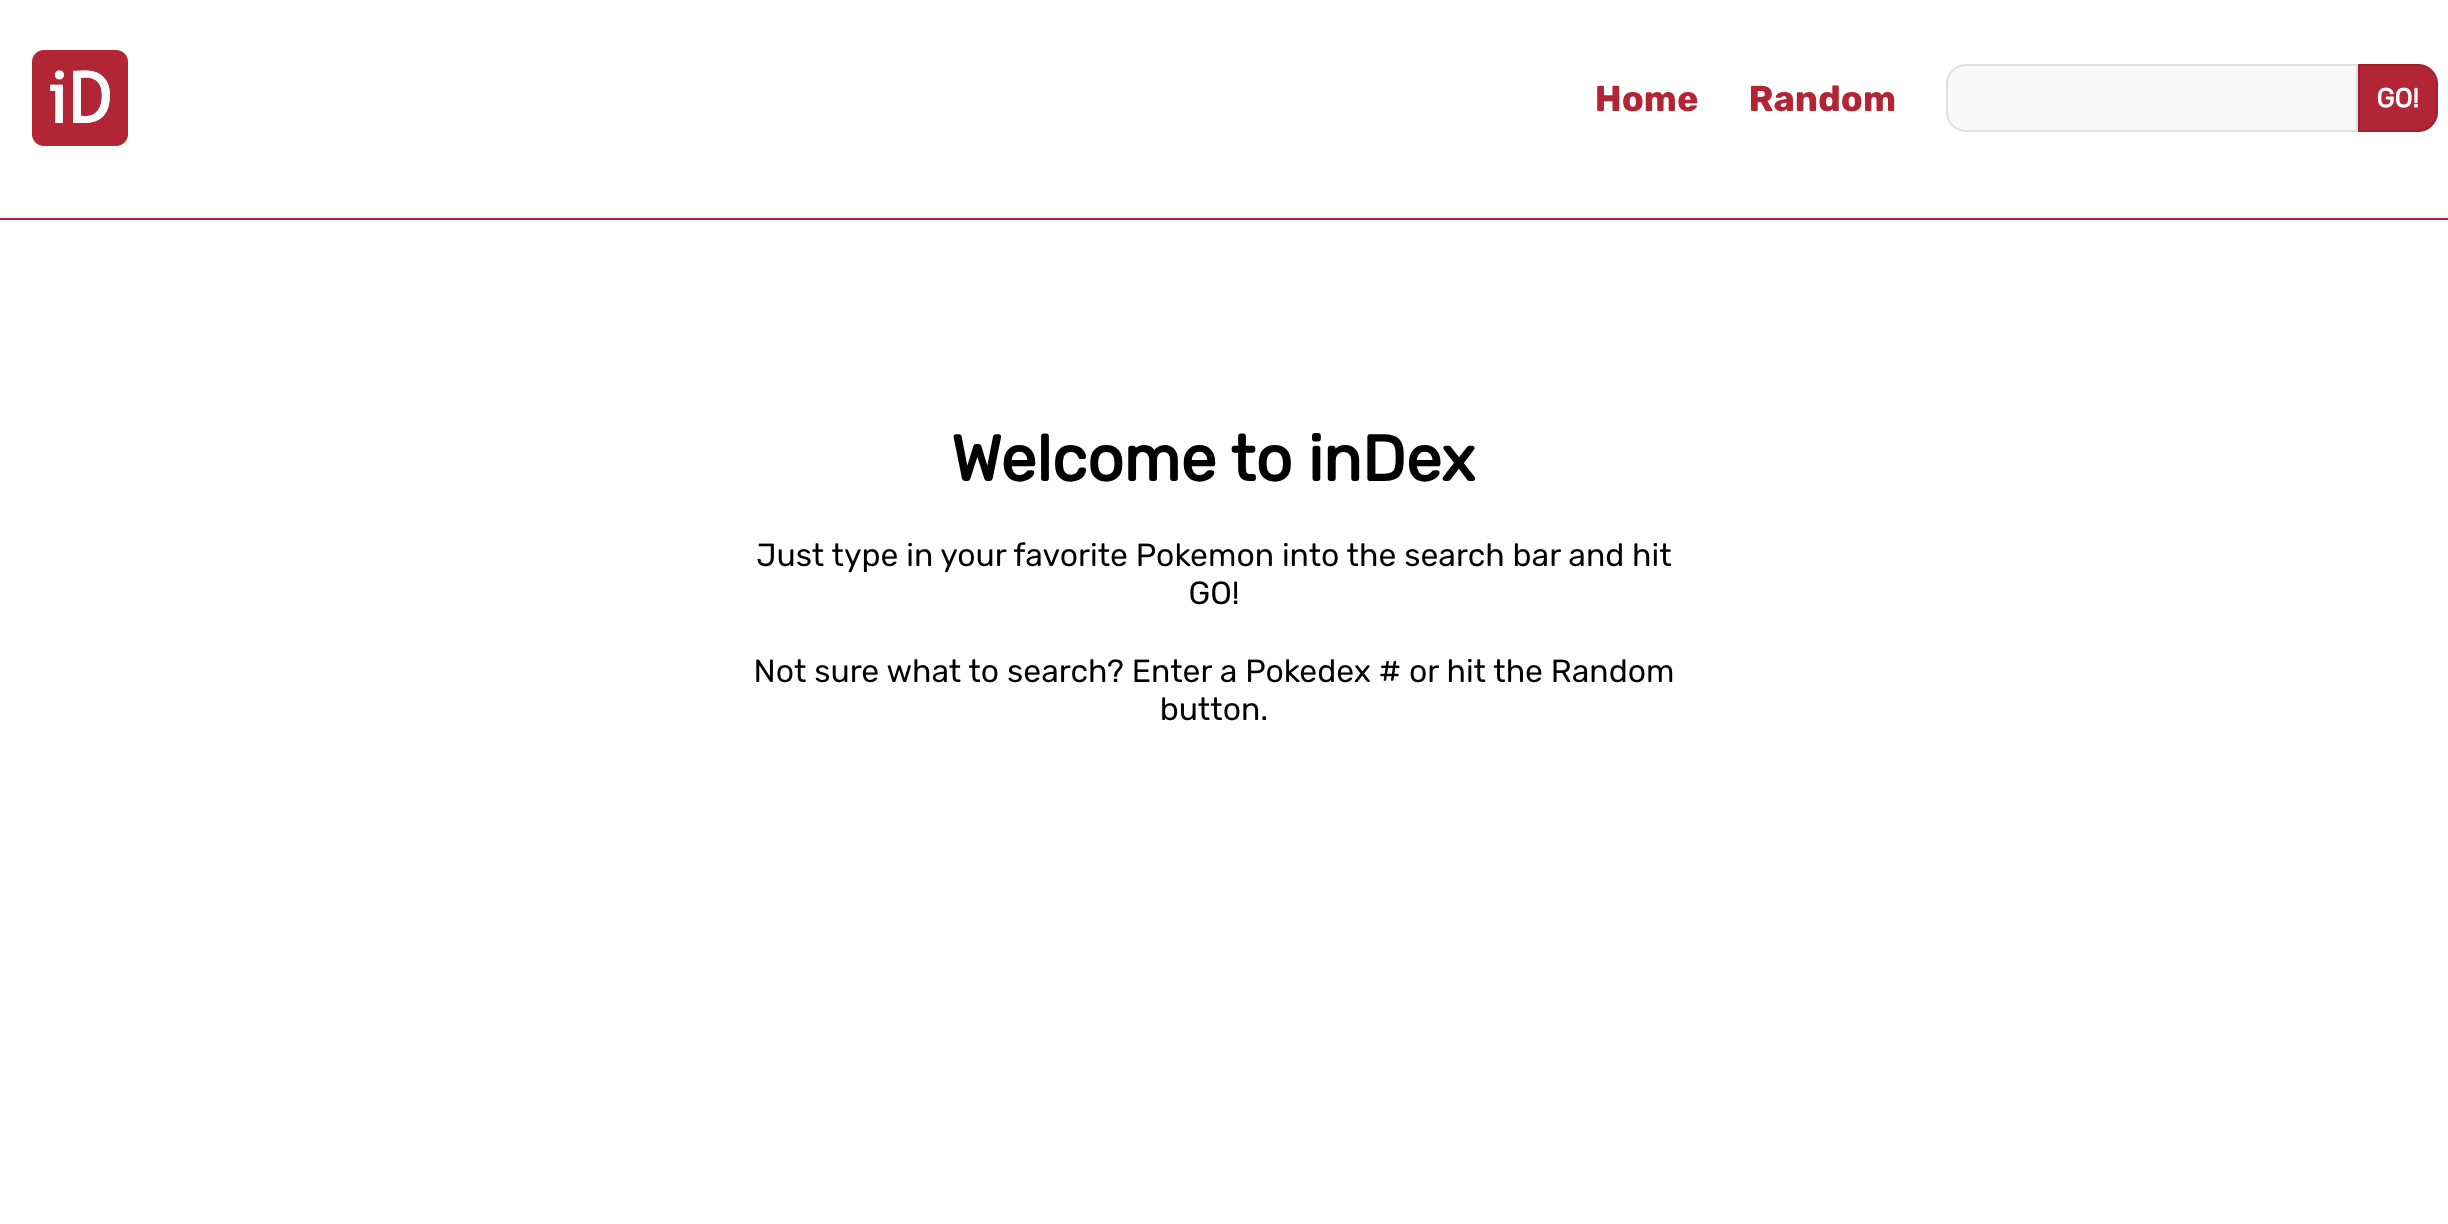 iD
Home
Random
GO!
Welcome to inDex
Just type in your favorite Pokemon into the search bar and hit
GO!
Not sure what to search? Enter a Pokedex # or hit the Random
button.